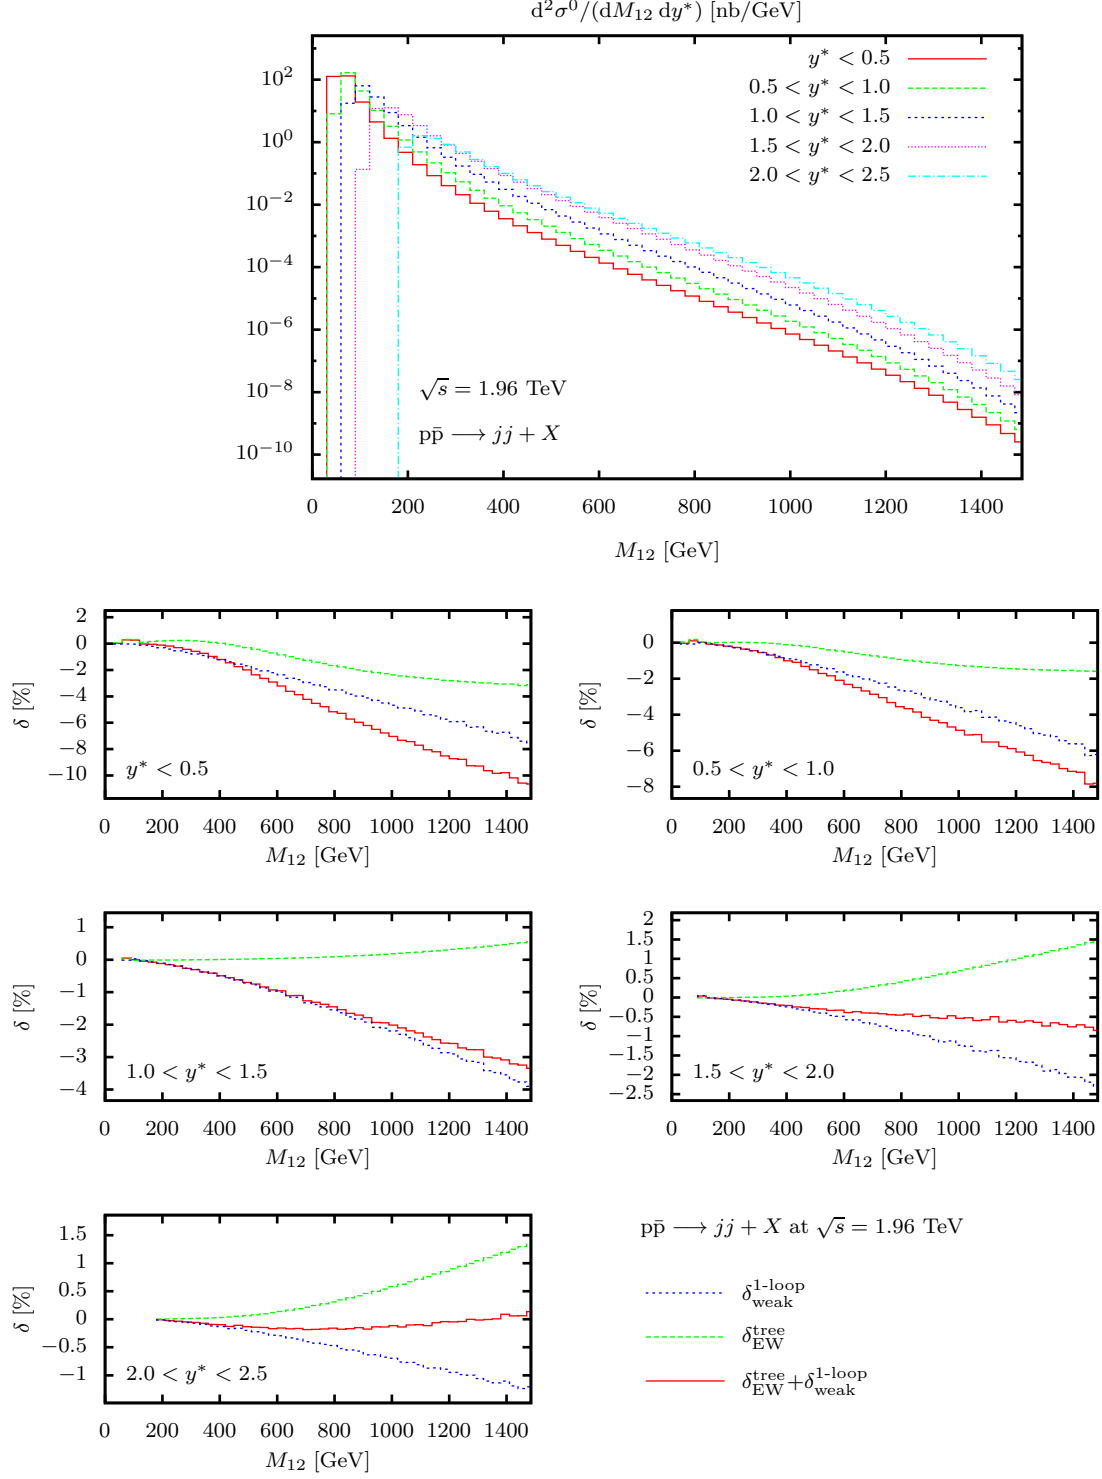 d²σ⁰/(dM₁₂ dy*) [nb/GeV]
y* < 0.5
0.5 < y* < 1.0
1.0 < y* < 1.5
1.5 < y* < 2.0
2.0 < y* < 2.5
10²
10⁰
10⁻²
10⁻⁴
10⁻⁶
10⁻⁸
10⁻¹⁰
√s = 1.96 TeV
pp̄ ⟶ jj + X
0 200 400 600 800 1000 1200 1400
M₁₂ [GeV]
2
0
−2
−4
−6
−8
−10
δ [%]
y* < 0.5
0 200 400 600 800 1000 1200 1400
M₁₂ [GeV]
0
−2
−4
−6
−8
δ [%]
0.5 < y* < 1.0
0 200 400 600 800 1000 1200 1400
M₁₂ [GeV]
1
0
−1
−2
−3
−4
δ [%]
1.0 < y* < 1.5
0 200 400 600 800 1000 1200 1400
M₁₂ [GeV]
2
1.5
1
0.5
0
−0.5
−1
−1.5
−2
−2.5
δ [%]
1.5 < y* < 2.0
0 200 400 600 800 1000 1200 1400
M₁₂ [GeV]
1.5
1
0.5
0
−0.5
−1
δ [%]
2.0 < y* < 2.5
0 200 400 600 800 1000 1200 1400
M₁₂ [GeV]
pp̄ ⟶ jj + X at √s = 1.96 TeV
δ^{1-loop}_{weak}
δ^{tree}_{EW}
δ^{tree}_{EW}+δ^{1-loop}_{weak}